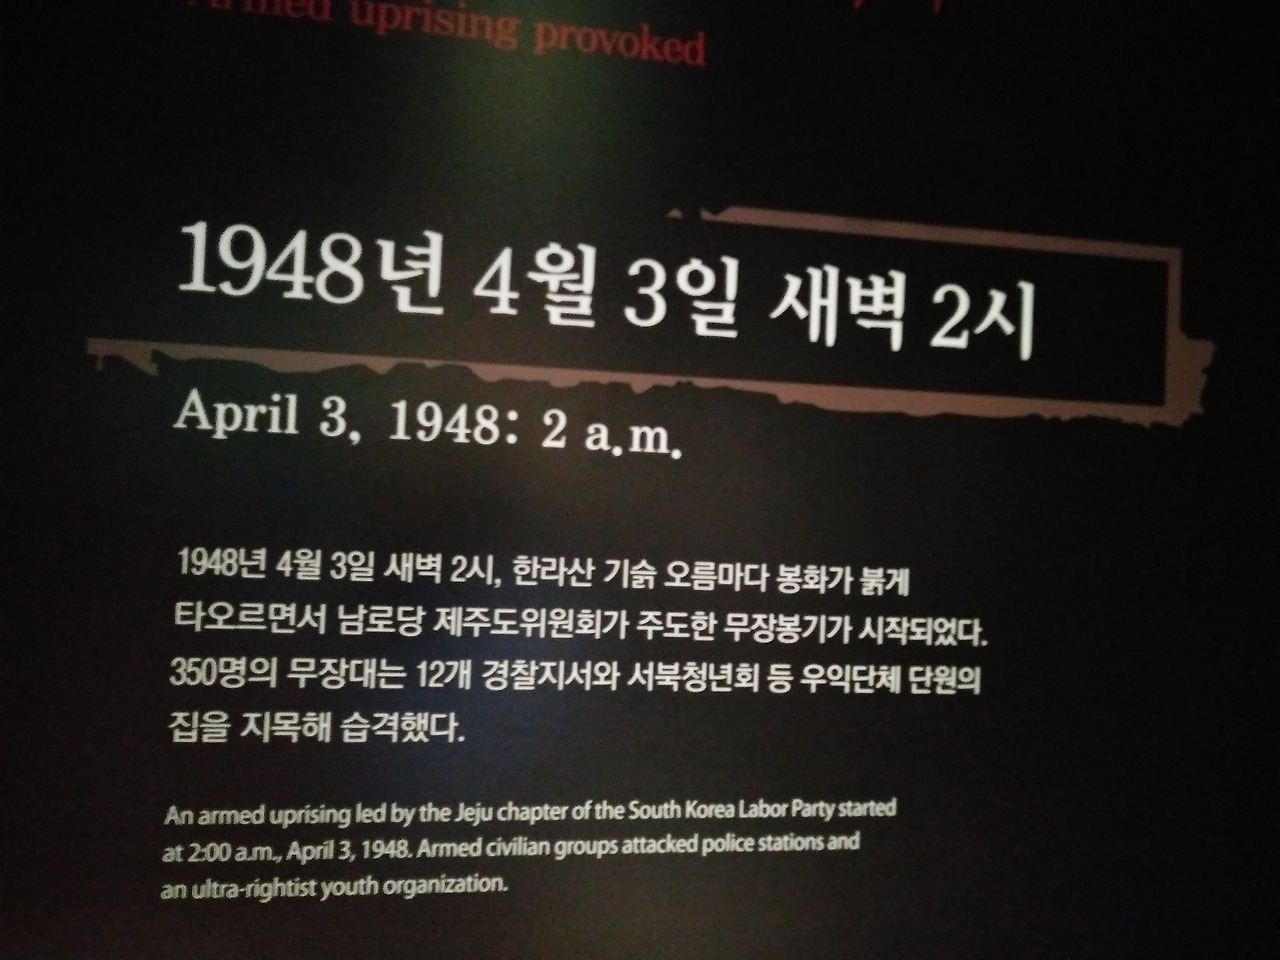 Armed uprising provoked
1948년 4월 3일 새벽 2시
April 3, 1948: 2 a.m.
1948년 4월 3일 새벽 2시, 한라산 기슭 오름마다 봉화가 붉게
타오르면서 남로당 제주도위원회가 주도한 무장봉기가 시작되었다.
350명의 무장대는 12개 경찰지서와 서북청년회 등 우익단체 단원의
집을 지목해 습격했다.
An armed uprising led by the Jeju chapter of the South Korea Labor Party started
at 2:00 a.m., April 3, 1948. Armed civilian groups attacked police stations and
an ultra-rightist youth organization.